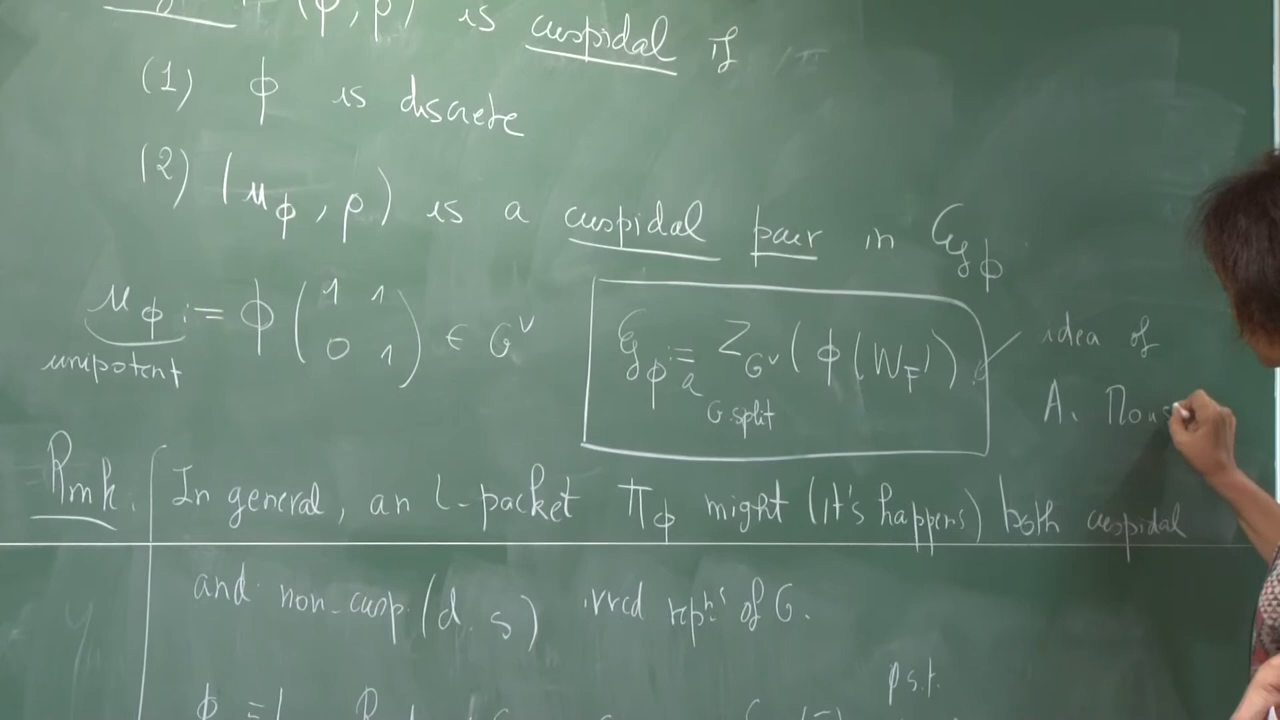 (φ, ρ) is cuspidal if
(1) φ is discrete
(2) (u_φ, ρ) is a cuspidal pair in G_φ
u_φ := φ (1 1 0 1) ∈ G^∨
unipotent
G_φ := Z_{G^∨}(φ(W_F))
G split
idea of
A. Mous
Rmk. In general, an L-packet Π_φ might (it's happens) both cuspidal
and non-cusp (d.s) irred repns of G.
p s.t.